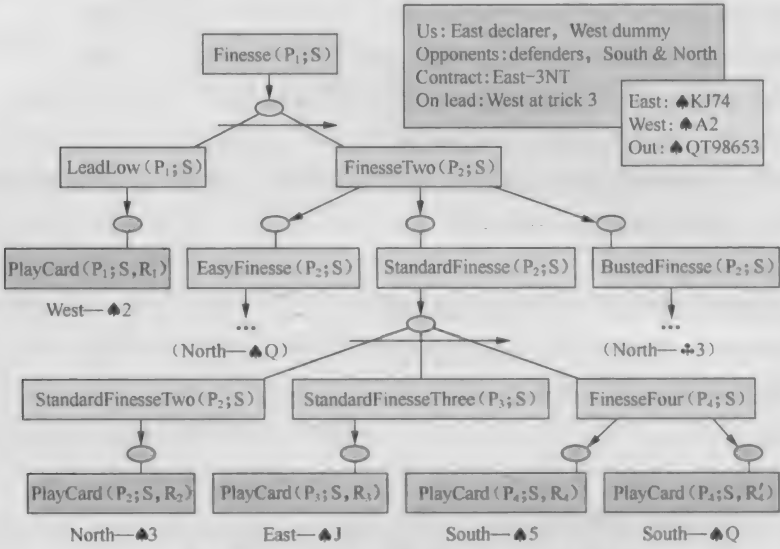 Finesse(P₁;S)
Us:East declarer, West dummy
Opponents:defenders, South & North
Contract:East-3NT
On lead:West at trick 3
East:♠KJ74
West:♠A2
Out:♠QT98653
LeadLow(P₁;S)
FinesseTwo(P₂;S)
PlayCard(P₁;S,R₁)
EasyFinesse(P₂;S)
StandardFinesse(P₂;S)
BustedFinesse(P₂;S)
West—♠2
...
...
(North—♠Q)
(North—♣3)
StandardFinesseTwo(P₂;S)
StandardFinesseThree(P₃;S)
FinesseFour(P₄;S)
PlayCard(P₂;S,R₂)
PlayCard(P₃;S,R₃)
PlayCard(P₄;S,R₄)
PlayCard(P₄;S,R₄′)
North—♠3
East—♠J
South—♠5
South—♠Q